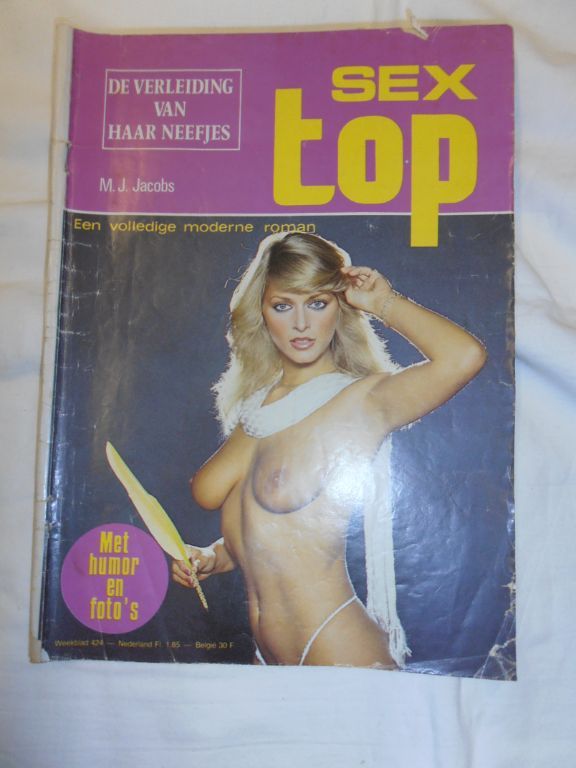 DE VERLEIDING
VAN
HAAR NEEFJES
M. J. Jacobs
SEX
top
Een volledige moderne roman
Met
humor
en
foto's
Weekblad 424 — Nederland Fl. 1.85 — België 30 F